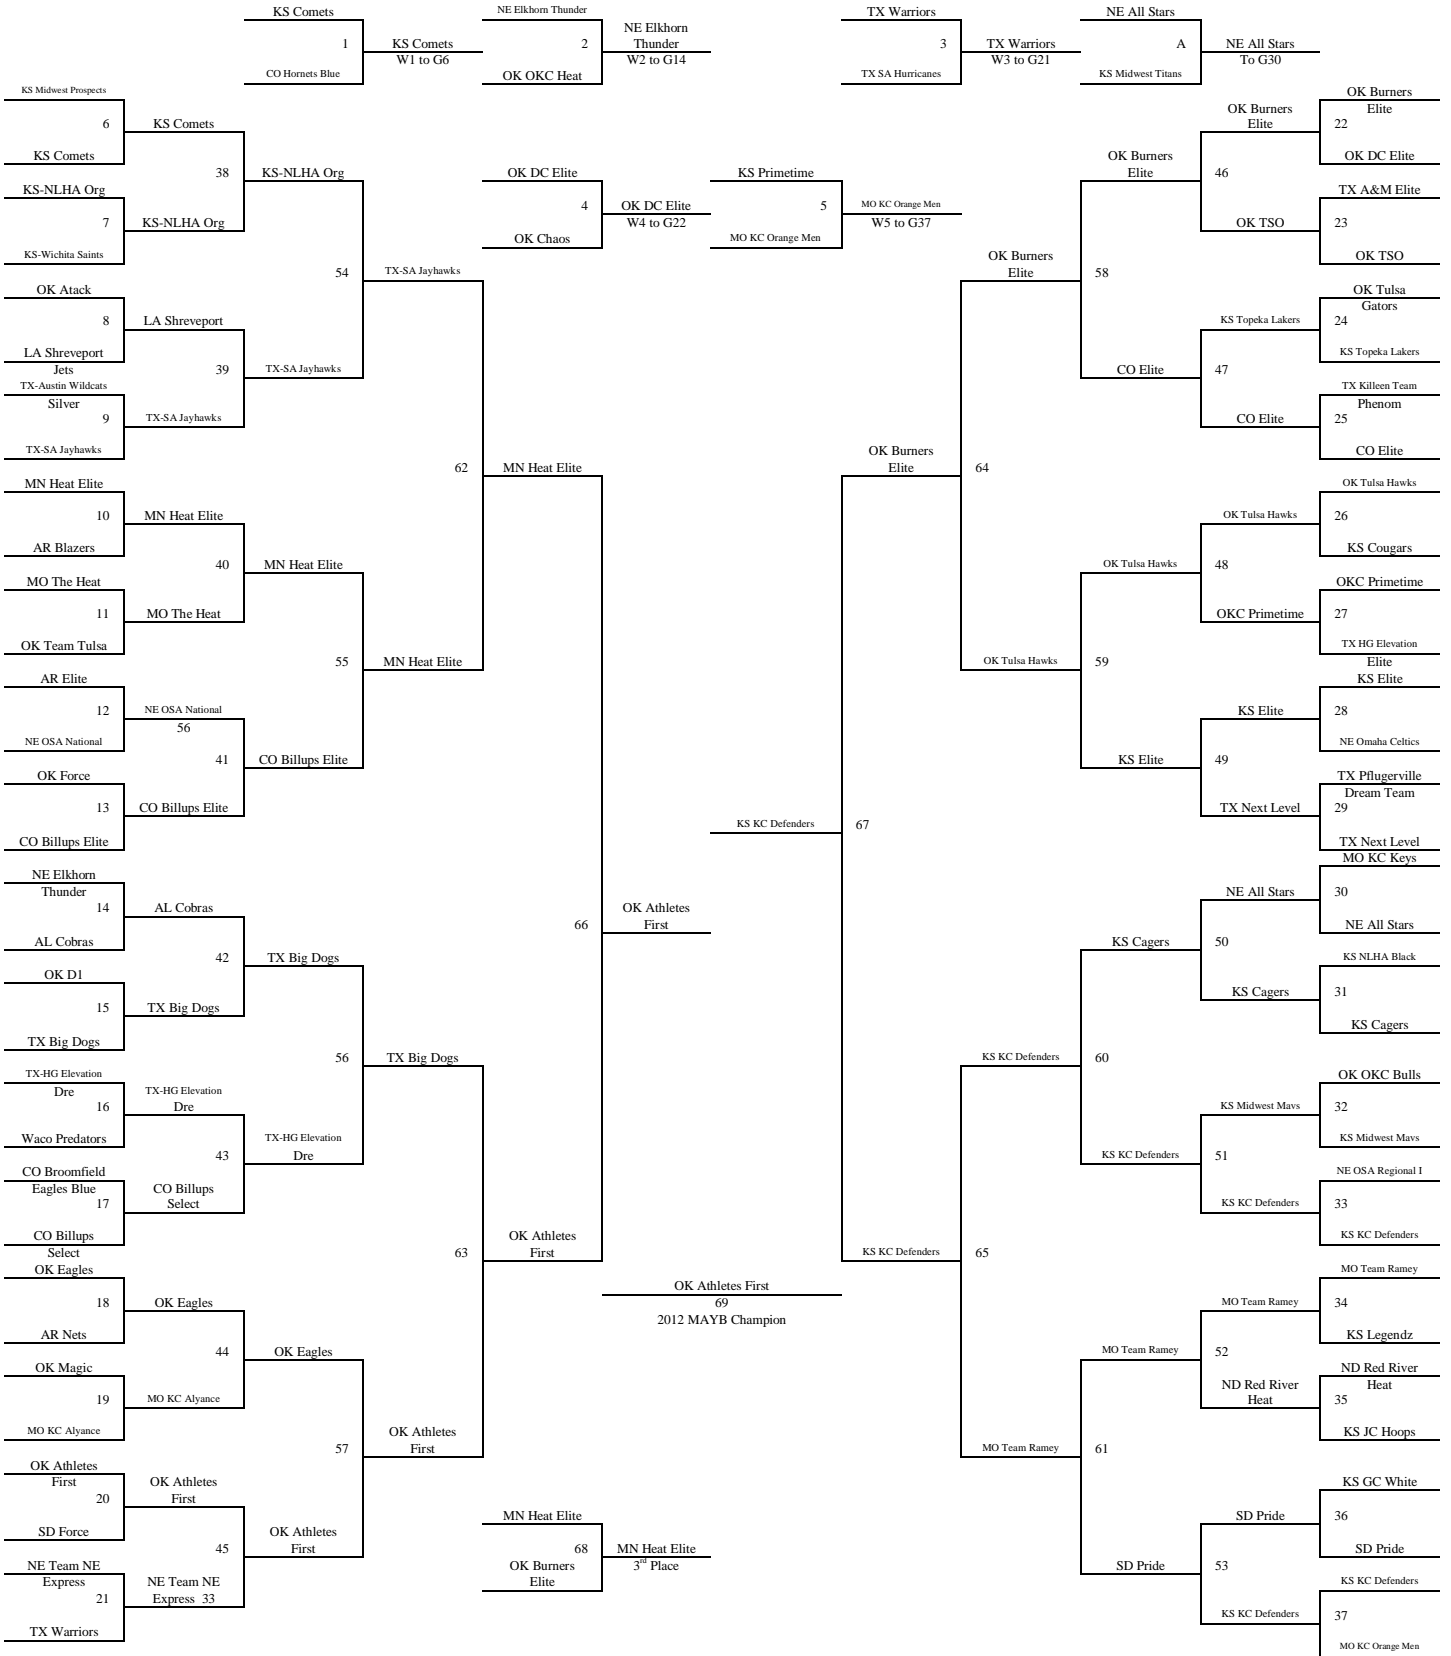 KS Comets
1
CO Hornets Blue
KS Comets
W1 to G6
NE Elkhorn Thunder
2
OK OKC Heat
NE Elkhorn
Thunder
W2 to G14
TX Warriors
3
TX SA Hurricanes
TX Warriors
W3 to G21
NE All Stars
A
KS Midwest Titans
NE All Stars
To G30
OK DC Elite
4
OK Chaos
OK DC Elite
W4 to G22
KS Primetime
5
MO KC Orange Men
MO KC Orange Men
W5 to G37
KS Midwest Prospects
6
KS Comets
KS-NLHA Org
7
KS-Wichita Saints
OK Atack
8
LA Shreveport
Jets
TX-Austin Wildcats
Silver
9
TX-SA Jayhawks
MN Heat Elite
10
AR Blazers
MO The Heat
11
OK Team Tulsa
AR Elite
12
NE OSA National
OK Force
13
CO Billups Elite
NE Elkhorn
Thunder
14
AL Cobras
OK D1
15
TX Big Dogs
TX-HG Elevation
Dre
16
Waco Predators
CO Broomfield
Eagles Blue
17
CO Billups
Select
OK Eagles
18
AR Nets
OK Magic
19
MO KC Alyance
OK Athletes
First
20
SD Force
NE Team NE
Express
21
TX Warriors
KS Comets
38
KS-NLHA Org
LA Shreveport
39
TX-SA Jayhawks
MN Heat Elite
40
MO The Heat
NE OSA National
56
41
CO Billups Elite
AL Cobras
42
TX Big Dogs
TX-HG Elevation
Dre
43
CO Billups
Select
OK Eagles
44
MO KC Alyance
OK Athletes
First
45
NE Team NE
Express 33
KS-NLHA Org
54
TX-SA Jayhawks
MN Heat Elite
55
CO Billups Elite
TX Big Dogs
56
TX-HG Elevation
Dre
OK Eagles
57
OK Athletes
First
TX-SA Jayhawks
62
MN Heat Elite
TX Big Dogs
63
OK Athletes
First
MN Heat Elite
66
OK Athletes
First
OK Athletes
First
MN Heat Elite
68
OK Burners
Elite
MN Heat Elite
3rd Place
OK Athletes First
69
2012 MAYB Champion
KS KC Defenders
OK Burners
Elite
67
KS KC Defenders
OK Burners
Elite
64
OK Tulsa Hawks
KS KC Defenders
65
MO Team Ramey
OK Burners
Elite
58
CO Elite
OK Tulsa Hawks
59
KS Elite
KS Cagers
60
KS KC Defenders
MO Team Ramey
61
SD Pride
OK Burners
Elite
46
OK TSO
KS Topeka Lakers
47
CO Elite
OK Tulsa Hawks
48
OKC Primetime
KS Elite
49
TX Next Level
NE All Stars
50
KS Cagers
KS Midwest Mavs
51
KS KC Defenders
MO Team Ramey
52
ND Red River
Heat
SD Pride
53
KS KC Defenders
OK Burners
Elite
22
OK DC Elite
TX A&M Elite
23
OK TSO
OK Tulsa
Gators
24
KS Topeka Lakers
TX Killeen Team
Phenom
25
CO Elite
OK Tulsa Hawks
26
KS Cougars
OKC Primetime
27
TX HG Elevation
Elite
KS Elite
28
NE Omaha Celtics
TX Pflugerville
Dream Team
29
TX Next Level
MO KC Keys
30
NE All Stars
KS NLHA Black
31
KS Cagers
OK OKC Bulls
32
KS Midwest Mavs
NE OSA Regional I
33
KS KC Defenders
MO Team Ramey
34
KS Legendz
ND Red River
Heat
35
KS JC Hoops
KS GC White
36
SD Pride
KS KC Defenders
37
MO KC Orange Men